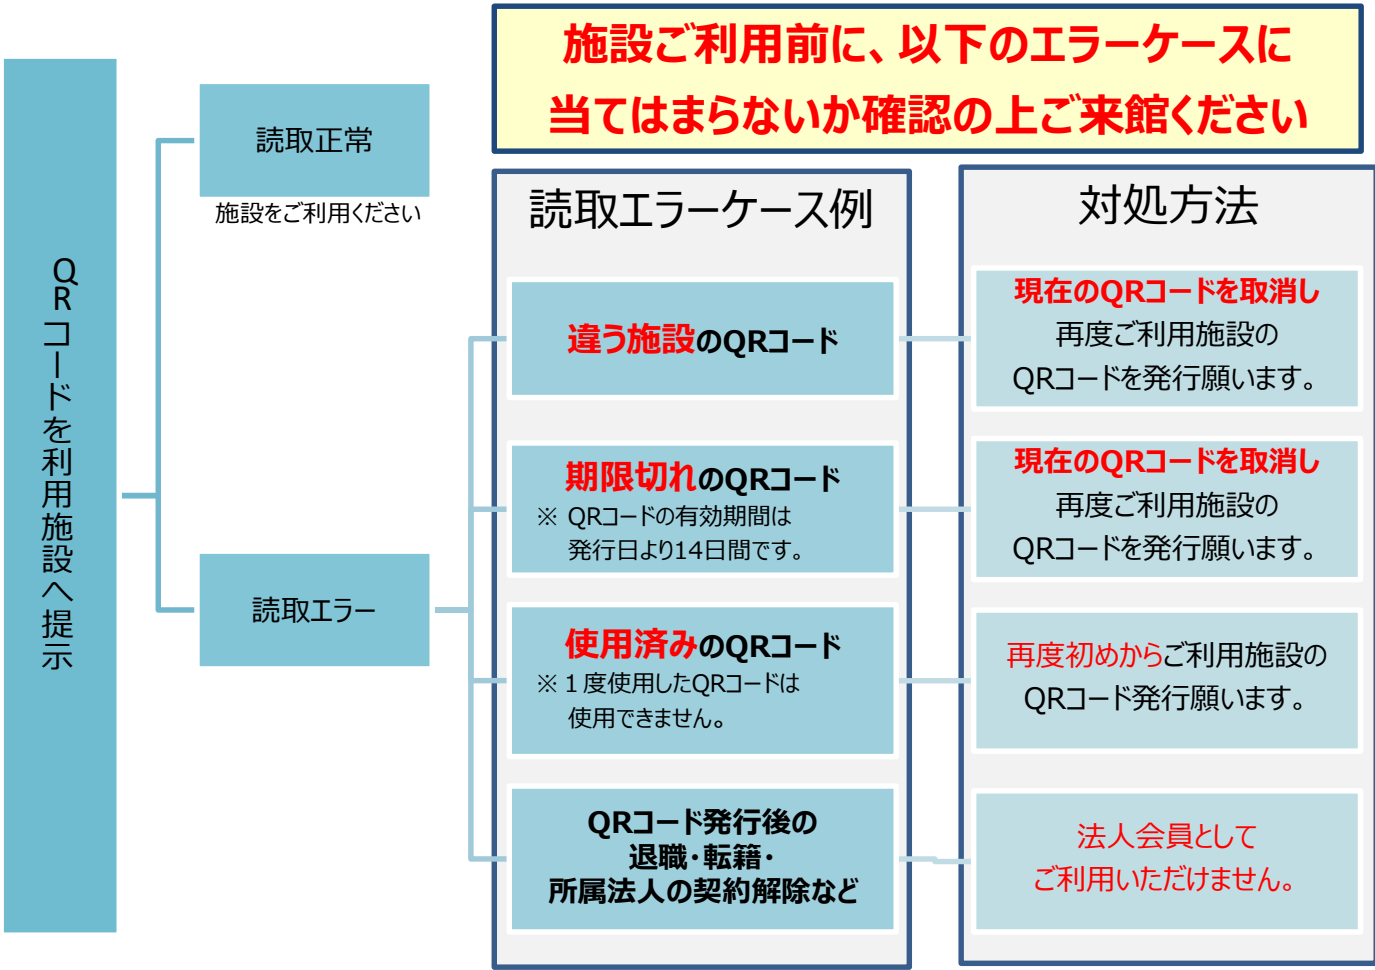 施設ご利用前に、以下のエラーケースに
当てはまらないか確認の上ご来館ください
QRコードを利用施設へ提示
読取正常
施設をご利用ください
読取エラー
読取エラーケース例
対処方法
違う施設のQRコード
現在のQRコードを取消し
再度ご利用施設の
QRコードを発行願います。
期限切れのQRコード
※ QRコードの有効期間は
発行日より14日間です。
現在のQRコードを取消し
再度ご利用施設の
QRコードを発行願います。
使用済みのQRコード
※１度使用したQRコードは
使用できません。
再度初めからご利用施設の
QRコード発行願います。
QRコード発行後の
退職・転籍・
所属法人の契約解除など
法人会員として
ご利用いただけません。